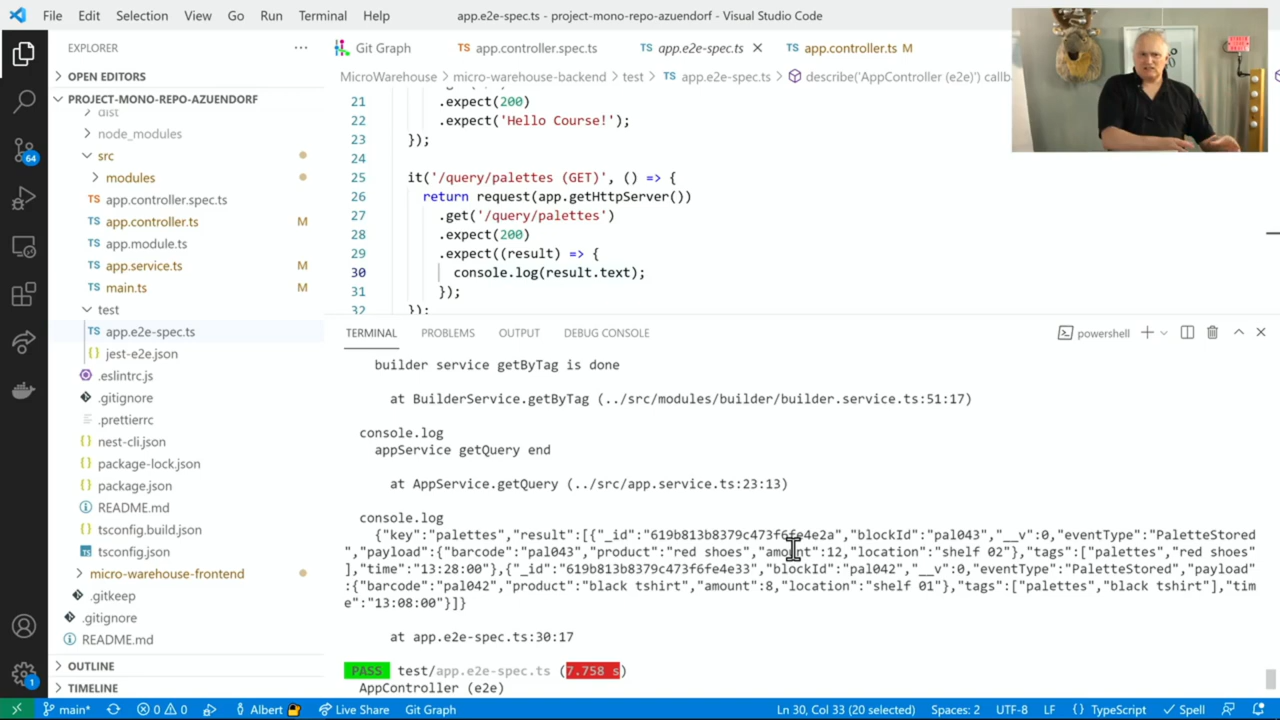 File Edit Selection View Go Run Terminal Help app.e2e-spec.ts - project-mono-repo-azuendorf - Visual Studio Code
EXPLORER ...
OPEN EDITORS
PROJECT-MONO-REPO-AZUENDORF
dist
node_modules
src
modules
TS app.controller.spec.ts
TS app.controller.ts M
TS app.module.ts
TS app.service.ts M
TS main.ts M
test
TS app.e2e-spec.ts
{} jest-e2e.json
.eslintrc.js
.gitignore
.prettierrc
{} nest-cli.json
{} package-lock.json
{} package.json
README.md
{} tsconfig.build.json
{} tsconfig.json
micro-warehouse-frontend
.gitkeep
.gitignore
README.md
OUTLINE
TIMELINE
64
1
Git Graph TS app.controller.spec.ts TS app.e2e-spec.ts TS app.controller.ts M
MicroWarehouse > micro-warehouse-backend > test > TS app.e2e-spec.ts > describe('AppController (e2e)') callb
21 .expect(200)
22 .expect('Hello Course!');
23 });
24
25 it('/query/palettes (GET)', () => {
26 return request(app.getHttpServer())
27 .get('/query/palettes')
28 .expect(200)
29 .expect((result) => {
30 console.log(result.text);
31 });
32 });
TERMINAL PROBLEMS OUTPUT DEBUG CONSOLE powershell
builder service getByTag is done
at BuilderService.getByTag (../src/modules/builder/builder.service.ts:51:17)
console.log
appService getQuery end
at AppService.getQuery (../src/app.service.ts:23:13)
console.log
{"key":"palettes","result":[{"_id":"619b813b8379c473f6fe4e2a","blockId":"pal043","__v":0,"eventType":"PaletteStored
","payload":{"barcode":"pal043","product":"red shoes","amount":12,"location":"shelf 02"},"tags":["palettes","red shoes"
],"time":"13:28:00"},{"_id":"619b813b8379c473f6fe4e33","blockId":"pal042","__v":0,"eventType":"PaletteStored","payload"
:{"barcode":"pal042","product":"black tshirt","amount":8,"location":"shelf 01"},"tags":["palettes","black tshirt"],"tim
e":"13:08:00"}]}
at app.e2e-spec.ts:30:17
PASS test/app.e2e-spec.ts (7.758 s)
AppController (e2e)
main* 0 0 Albert Live Share Git Graph Ln 30, Col 33 (20 selected) Spaces: 2 UTF-8 LF {} TypeScript Spell